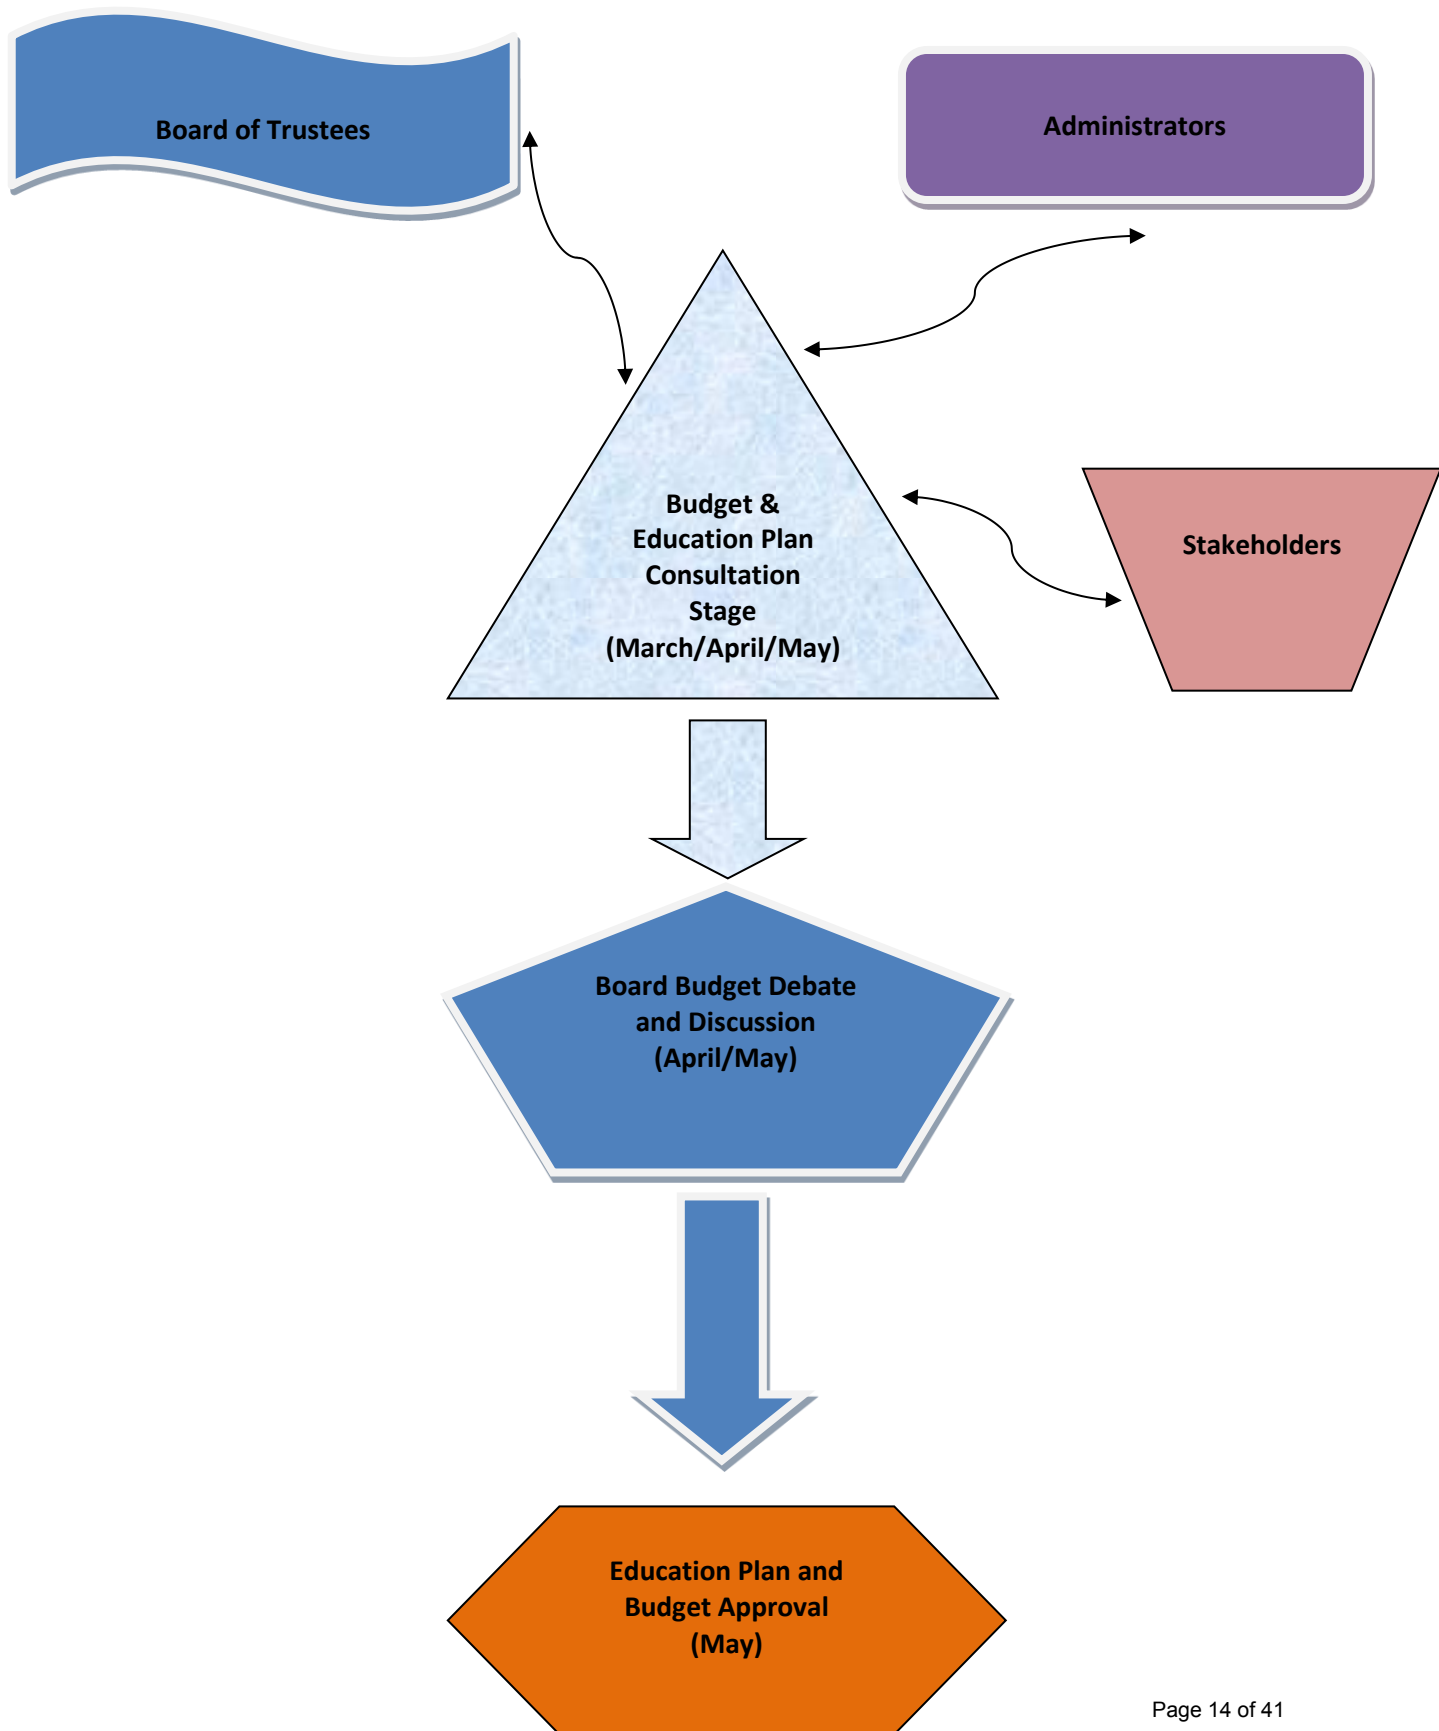 Board of Trustees
Administrators
Budget &
Education Plan
Consultation
Stage
(March/April/May)
Stakeholders
Board Budget Debate
and Discussion
(April/May)
Education Plan and
Budget Approval
(May)
Page 14 of 41